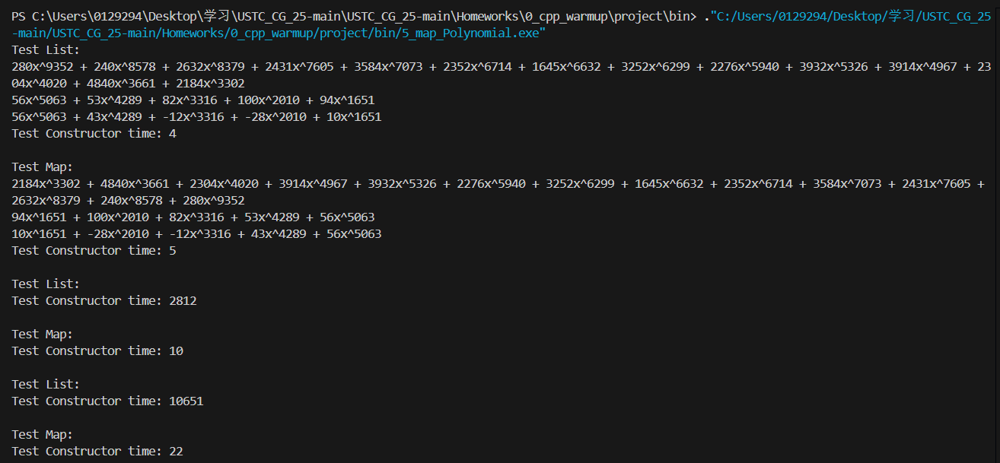 PS C:\Users\0129294\Desktop\学习\USTC_CG_25-main\USTC_CG_25-main\Homeworks\0_cpp_warmup\project\bin> ."C:/Users/0129294/Desktop/学习/USTC_CG_25
-main/USTC_CG_25-main/Homeworks/0_cpp_warmup/project/bin/5_map_Polynomial.exe"
Test List:
280x^9352 + 240x^8578 + 2632x^8379 + 2431x^7605 + 3584x^7073 + 2352x^6714 + 1645x^6632 + 3252x^6299 + 2276x^5940 + 3932x^5326 + 3914x^4967 + 23
04x^4020 + 4840x^3661 + 2184x^3302
56x^5063 + 53x^4289 + 82x^3316 + 100x^2010 + 94x^1651
56x^5063 + 43x^4289 + -12x^3316 + -28x^2010 + 10x^1651
Test Constructor time: 4
Test Map:
2184x^3302 + 4840x^3661 + 2304x^4020 + 3914x^4967 + 3932x^5326 + 2276x^5940 + 3252x^6299 + 1645x^6632 + 2352x^6714 + 3584x^7073 + 2431x^7605 +
2632x^8379 + 240x^8578 + 280x^9352
94x^1651 + 100x^2010 + 82x^3316 + 53x^4289 + 56x^5063
10x^1651 + -28x^2010 + -12x^3316 + 43x^4289 + 56x^5063
Test Constructor time: 5
Test List:
Test Constructor time: 2812
Test Map:
Test Constructor time: 10
Test List:
Test Constructor time: 10651
Test Map:
Test Constructor time: 22